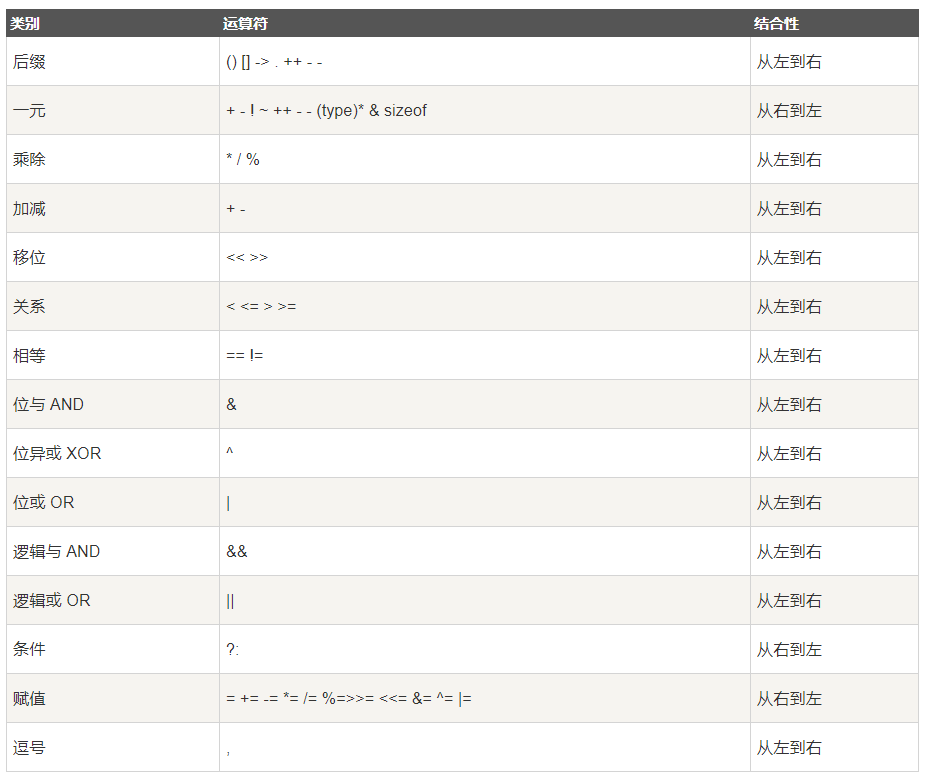 类别 运算符 结合性
后缀 () [] -> . ++ - - 从左到右
一元 + - ! ~ ++ - - (type)* & sizeof 从右到左
乘除 * / % 从左到右
加减 + - 从左到右
移位 << >> 从左到右
关系 < <= > >= 从左到右
相等 == != 从左到右
位与 AND & 从左到右
位异或 XOR ^ 从左到右
位或 OR | 从左到右
逻辑与 AND && 从左到右
逻辑或 OR || 从左到右
条件 ?: 从右到左
赋值 = += -= *= /= %=>>= <<= &= ^= |= 从右到左
逗号 , 从左到右